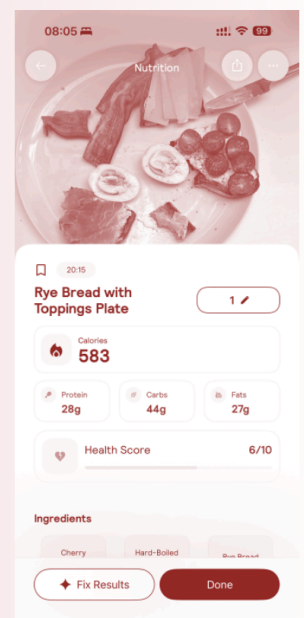 08:05
99
Nutrition
20:15
Rye Bread with
Toppings Plate
1
Calories
583
Protein
28g
Carbs
44g
Fats
27g
Health Score
6/10
Ingredients
Cherry
Hard-Boiled
Rye Bread
Fix Results
Done